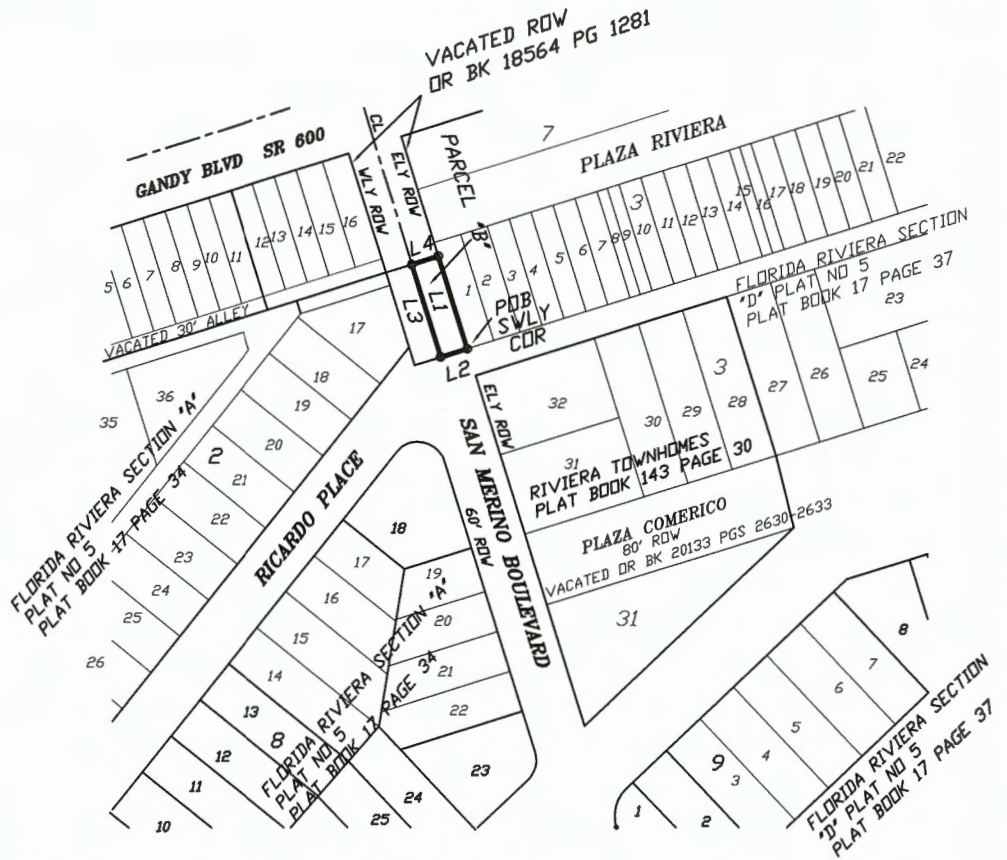 VACATED ROW
OR BK 18564 PG 1281
GANDY BLVD SR 600
CL
ELY ROW
WLY ROW
PARCEL "B"
7
PLAZA RIVIERA
5 6 7 8 9 10 11 12 13 14 15 16
1 2 3 4 5 6 7 8 9 10 11 12 13 14 15 16 17 18 19 20 21 22
3
L4
L1
L3
L2
POB
SWLY
COR
VACATED 30' ALLEY
FLORIDA RIVIERA SECTION
"D" PLAT NO 5
PLAT BOOK 17 PAGE 37
35 36
17
18
19
20
21
22
23
24
25
26
2
FLORIDA RIVIERA SECTION "A"
PLAT NO 5
PLAT BOOK 17 PAGE 34
RICARDO PLACE
ELY ROW
SAN MERINO BOULEVARD
60' ROW
32
31
30
29
28
27
26
25
24
23
3
RIVIERA TOWNHOMES
PLAT BOOK 143 PAGE 30
PLAZA COMERICO
80' ROW
VACATED OR BK 20133 PGS 2630-2633
31
18
17
16
15
14
13
12
11
10
8
19
20
21
22
23
24
25
FLORIDA RIVIERA SECTION "A"
PLAT NO 5
PLAT BOOK 17 PAGE 34
8
7
6
5
4
3
2
1
9
FLORIDA RIVIERA SECTION
"D" PLAT NO 5
PLAT BOOK 17 PAGE 37